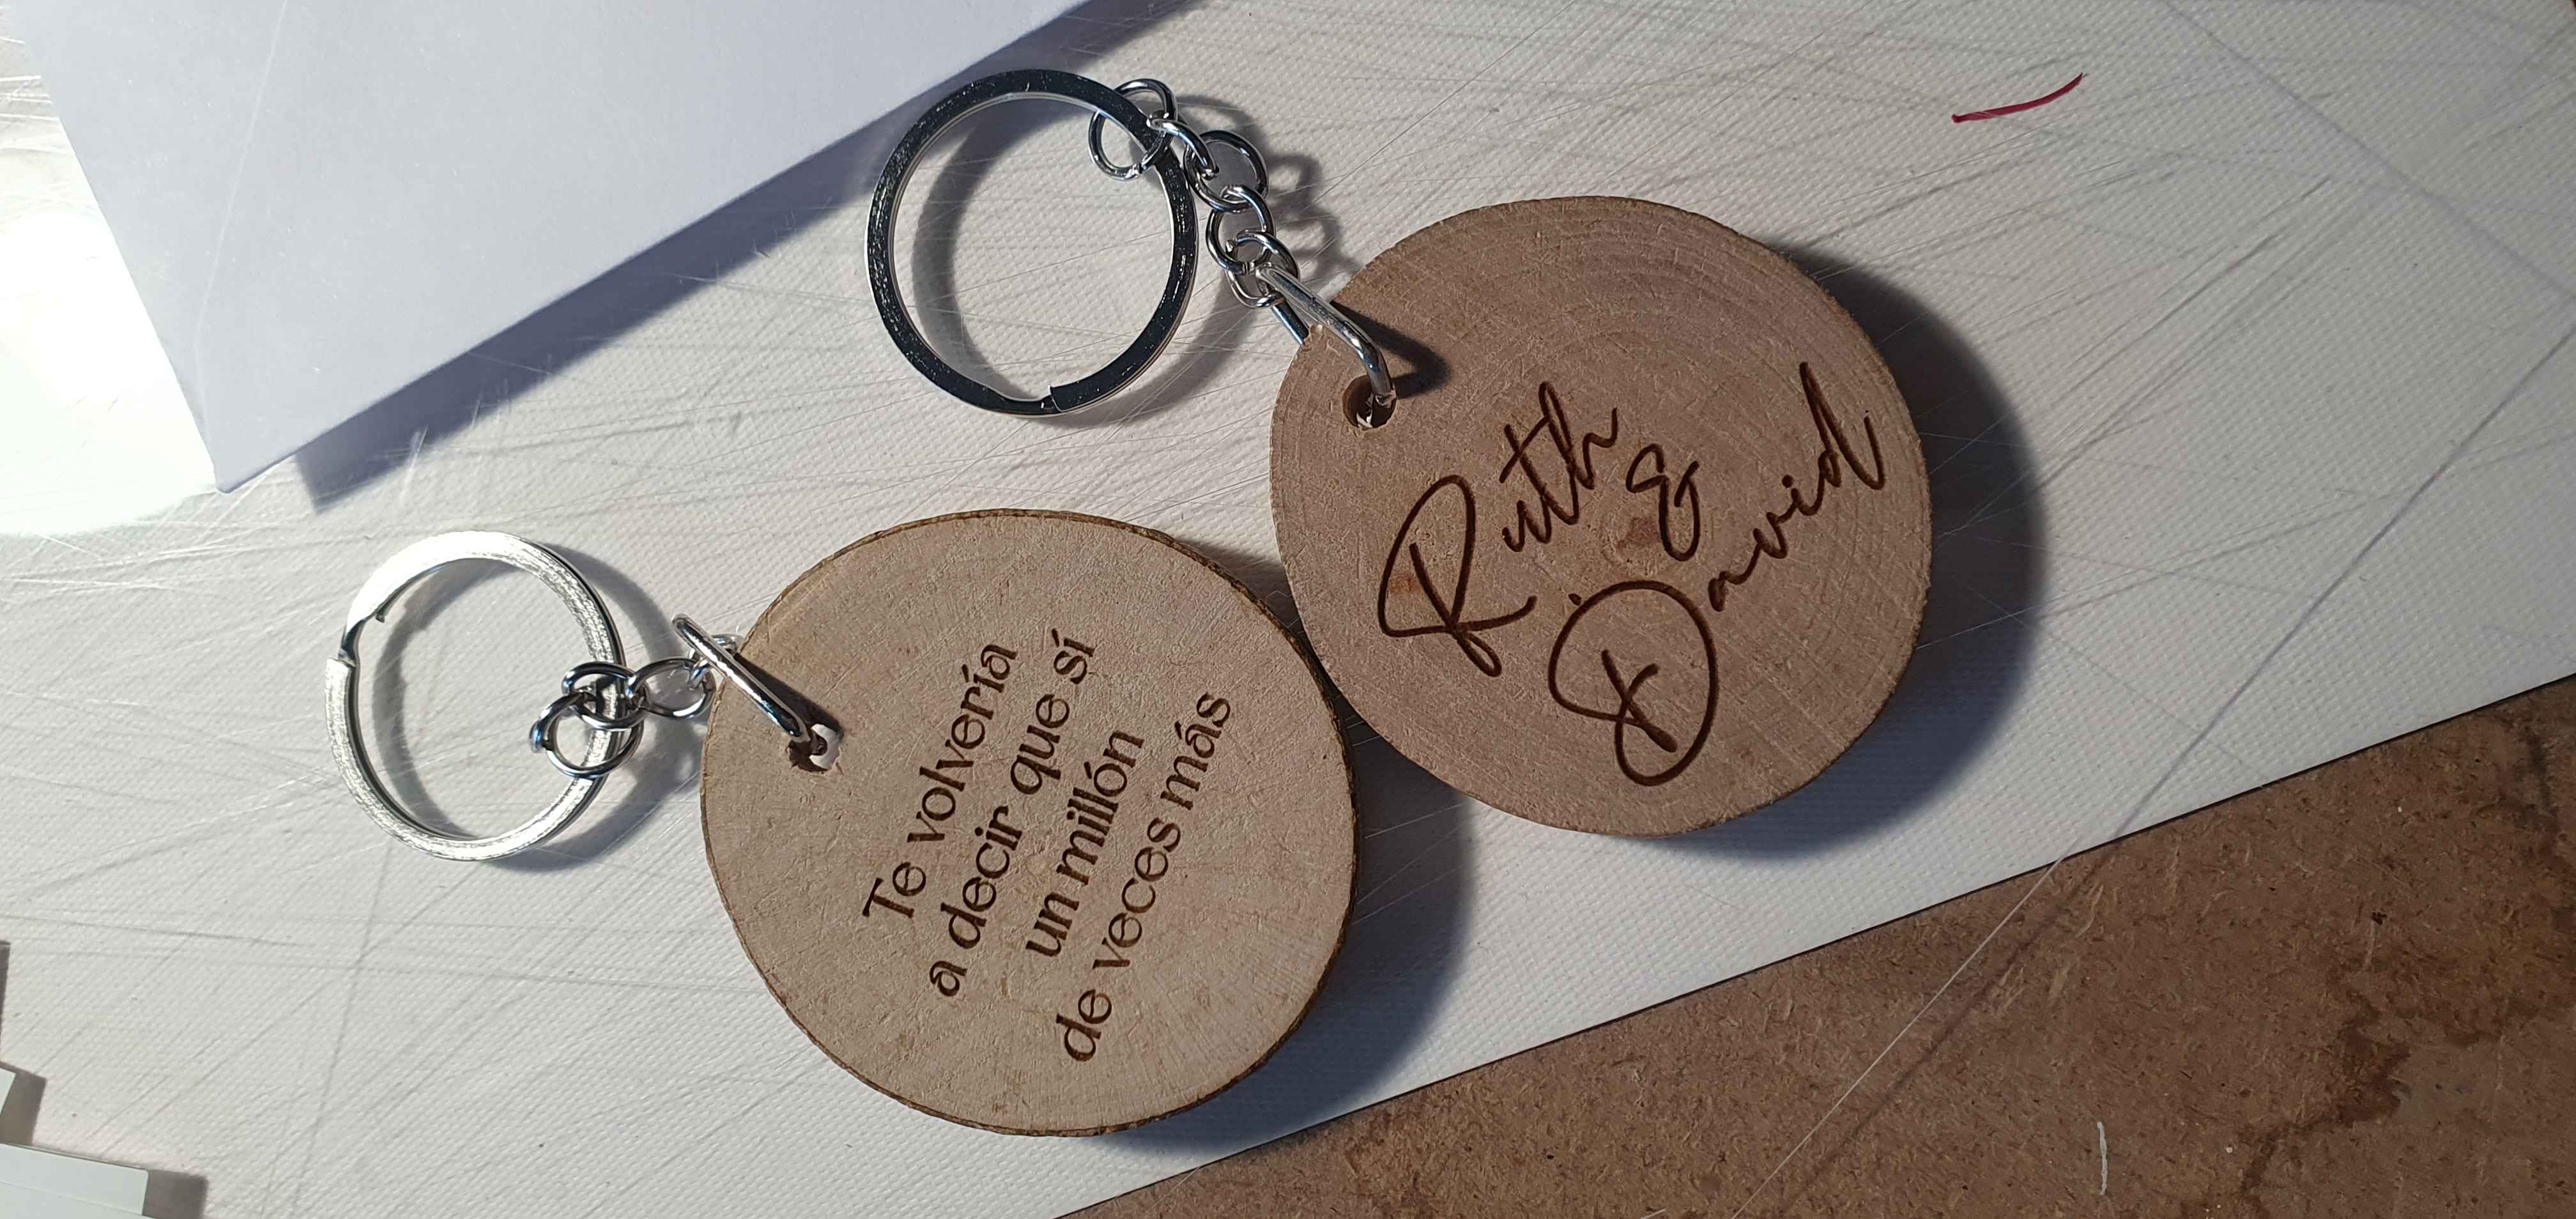 Te volvería
a decir que sí
un millón
de veces más
Ruth
&
David